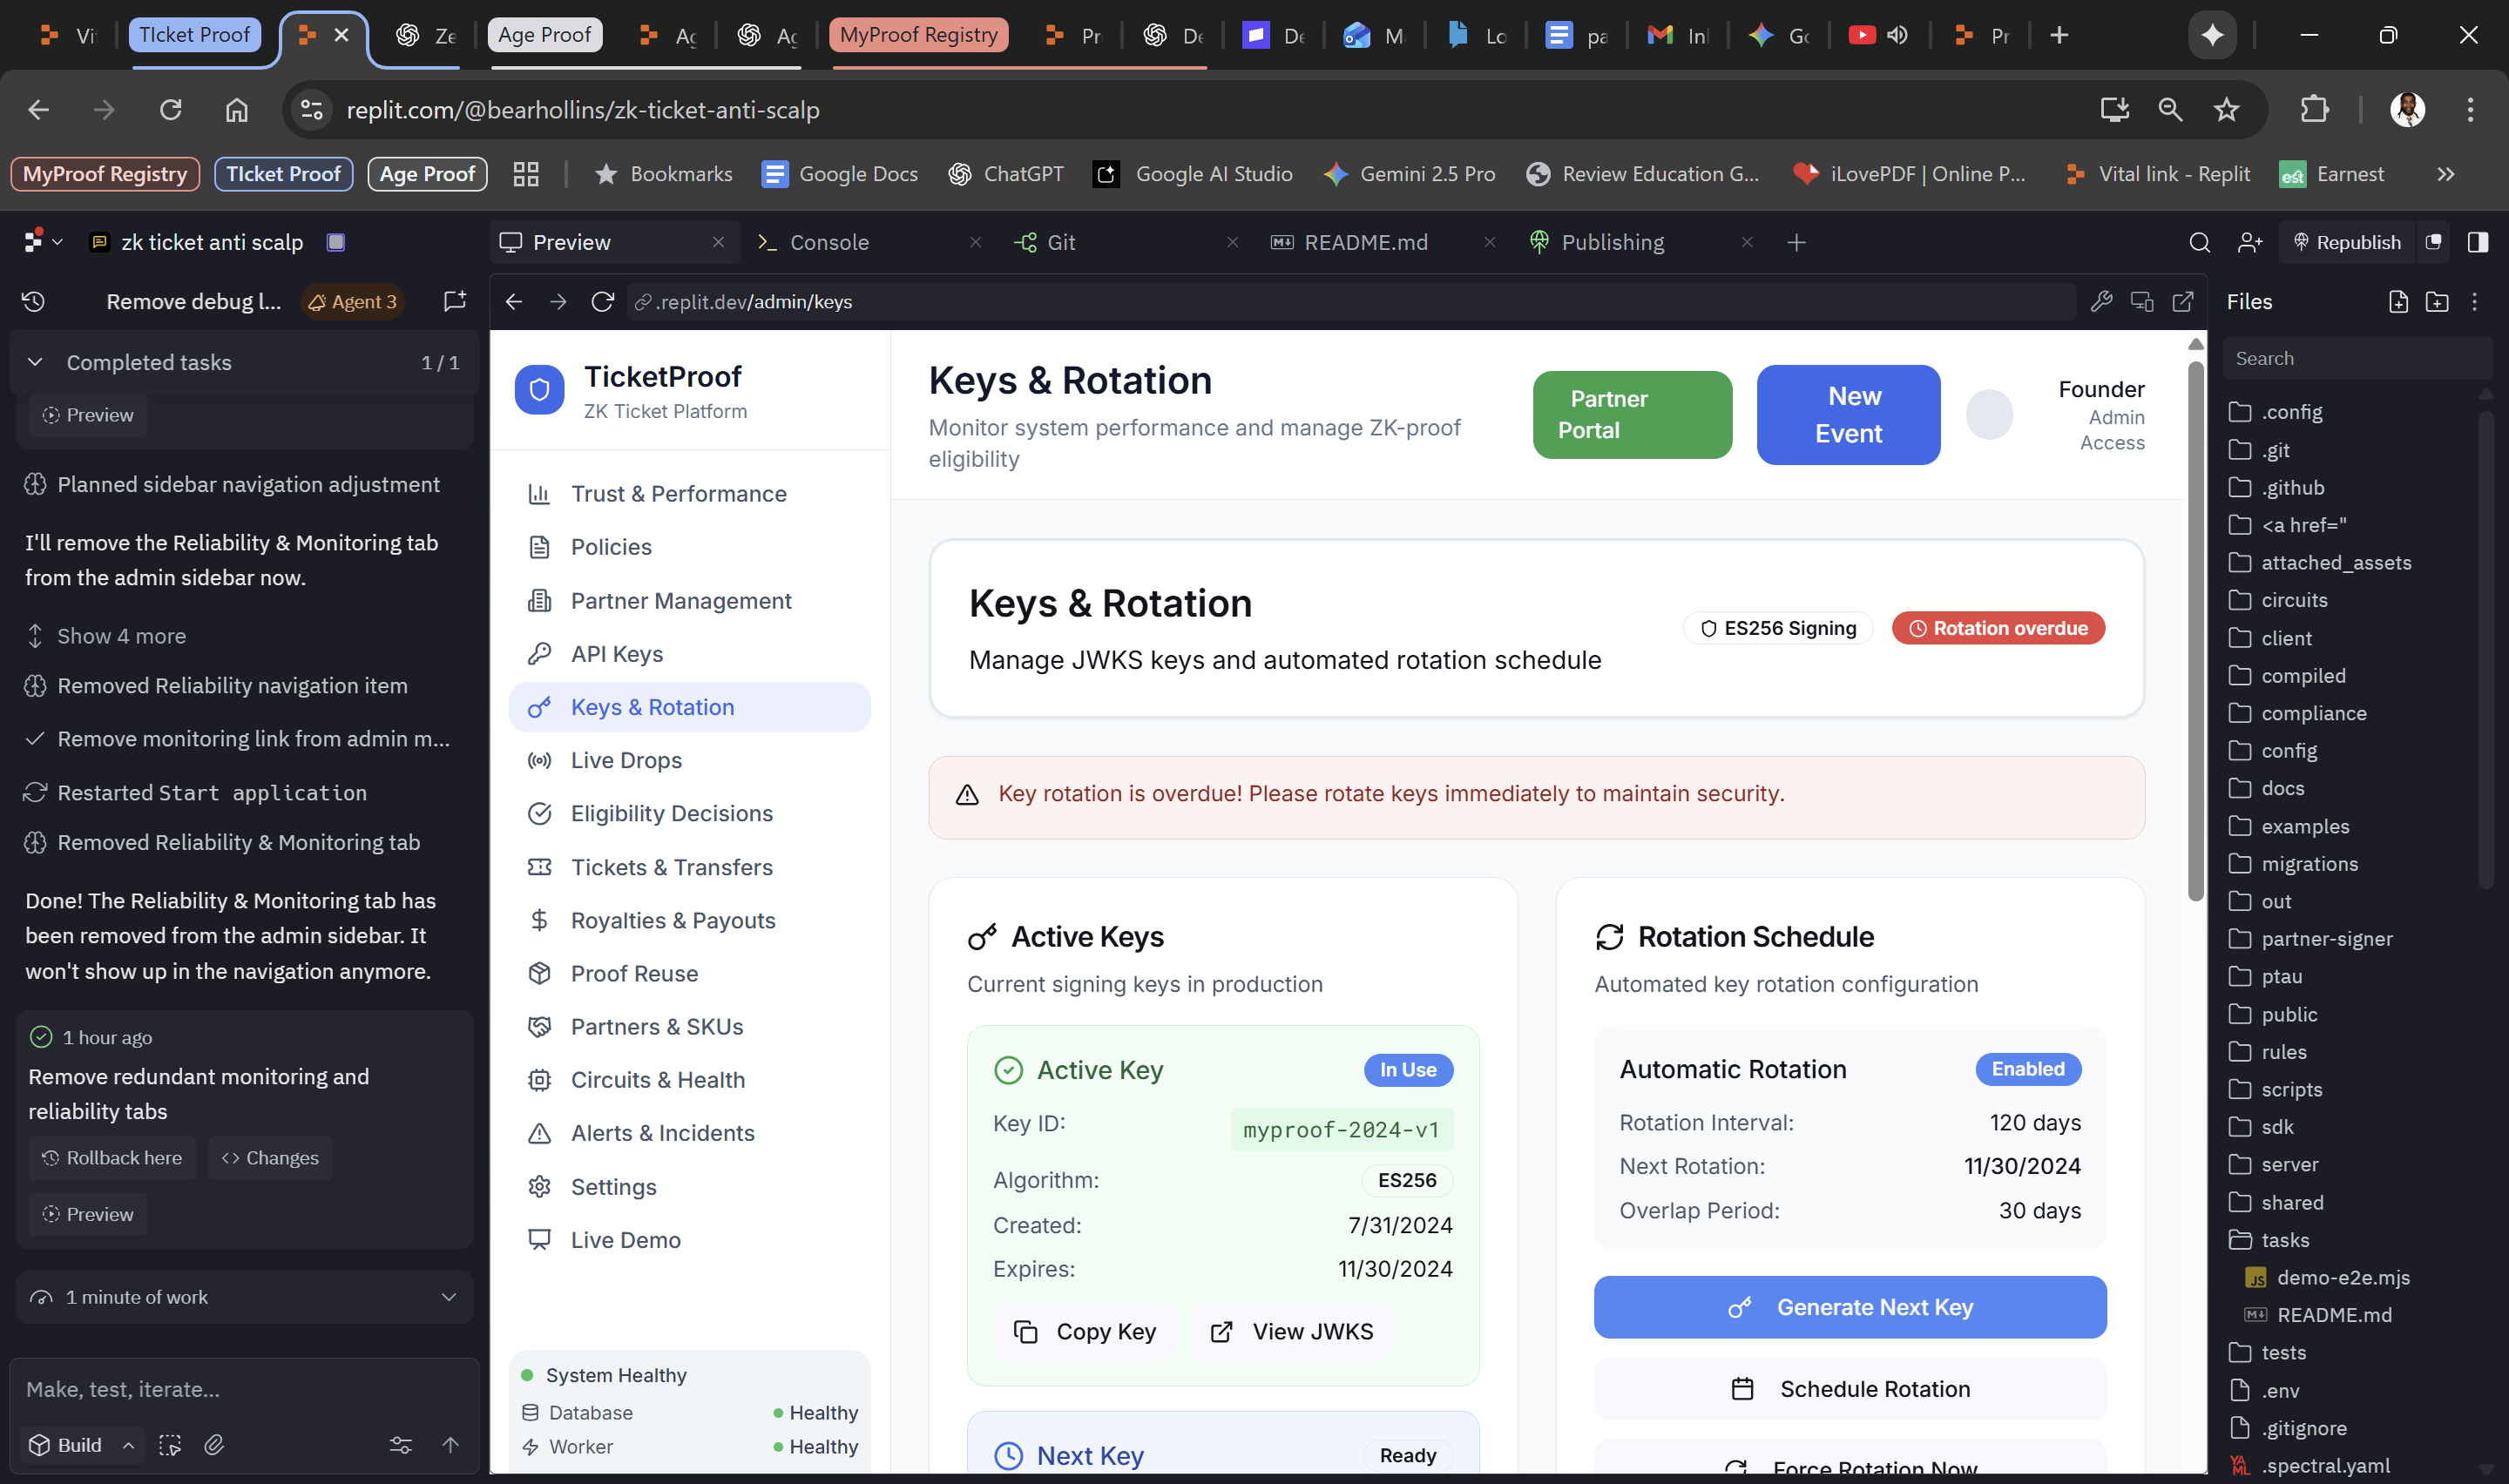 Vi
TIcket Proof
Ze
Age Proof
Ag
Ag
MyProof Registry
Pr
De
De
M
Lo
pa
In
Go
Pr
replit.com/@bearhollins/zk-ticket-anti-scalp
MyProof Registry
TIcket Proof
Age Proof
Bookmarks
Google Docs
ChatGPT
Google AI Studio
Gemini 2.5 Pro
Review Education G...
iLovePDF | Online P...
Vital link - Replit
est
Earnest
zk ticket anti scalp
Preview
Console
Git
README.md
Publishing
Republish
Remove debug l...
Agent 3
Completed tasks
1 / 1
Preview
Planned sidebar navigation adjustment
I'll remove the Reliability & Monitoring tab
from the admin sidebar now.
Show 4 more
Removed Reliability navigation item
Remove monitoring link from admin m...
Restarted Start application
Removed Reliability & Monitoring tab
Done! The Reliability & Monitoring tab has
been removed from the admin sidebar. It
won't show up in the navigation anymore.
1 hour ago
Remove redundant monitoring and
reliability tabs
Rollback here
Changes
Preview
1 minute of work
Make, test, iterate...
Build
.replit.dev/admin/keys
TicketProof
ZK Ticket Platform
Trust & Performance
Policies
Partner Management
API Keys
Keys & Rotation
Live Drops
Eligibility Decisions
Tickets & Transfers
Royalties & Payouts
Proof Reuse
Partners & SKUs
Circuits & Health
Alerts & Incidents
Settings
Live Demo
System Healthy
Database
Healthy
Worker
Healthy
Keys & Rotation
Monitor system performance and manage ZK-proof
eligibility
Partner
Portal
New
Event
Founder
Admin
Access
Keys & Rotation
Manage JWKS keys and automated rotation schedule
ES256 Signing
Rotation overdue
Key rotation is overdue! Please rotate keys immediately to maintain security.
Active Keys
Current signing keys in production
Active Key
In Use
Key ID:
myproof-2024-v1
Algorithm:
ES256
Created:
7/31/2024
Expires:
11/30/2024
Copy Key
View JWKS
Next Key
Ready
Rotation Schedule
Automated key rotation configuration
Automatic Rotation
Enabled
Rotation Interval:
120 days
Next Rotation:
11/30/2024
Overlap Period:
30 days
Generate Next Key
Schedule Rotation
Force Rotation Now
Files
Search
.config
.git
.github
<a href="
attached_assets
circuits
client
compiled
compliance
config
docs
examples
migrations
out
partner-signer
ptau
public
rules
scripts
sdk
server
shared
tasks
JS
demo-e2e.mjs
README.md
tests
.env
.gitignore
YAML
.spectral.yaml